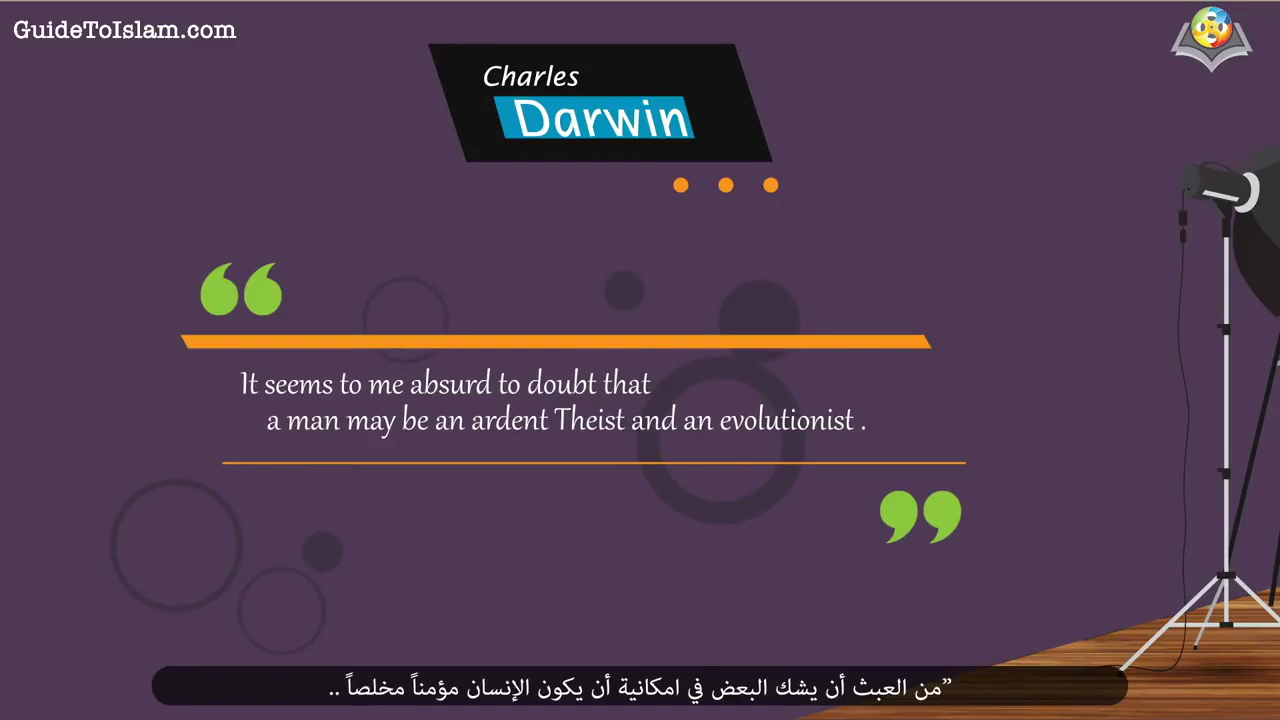 GuideToIslam.com
Charles
Darwin
It seems to me absurd to doubt that
a man may be an ardent Theist and an evolutionist .
”من العبث أن يشك البعض في امكانية أن يكون الإنسان مؤمناً مخلصاً ..